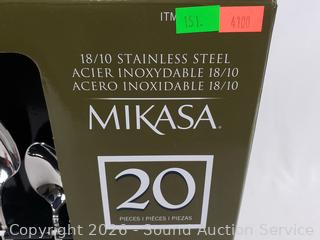 ITM
151.
4100
18/10 STAINLESS STEEL
ACIER INOXYDABLE 18/10
ACERO INOXIDABLE 18/10
MIKASA
20
PIECES | PIÈCES | PIEZAS
Copyright 2026 - Sound Auction Service